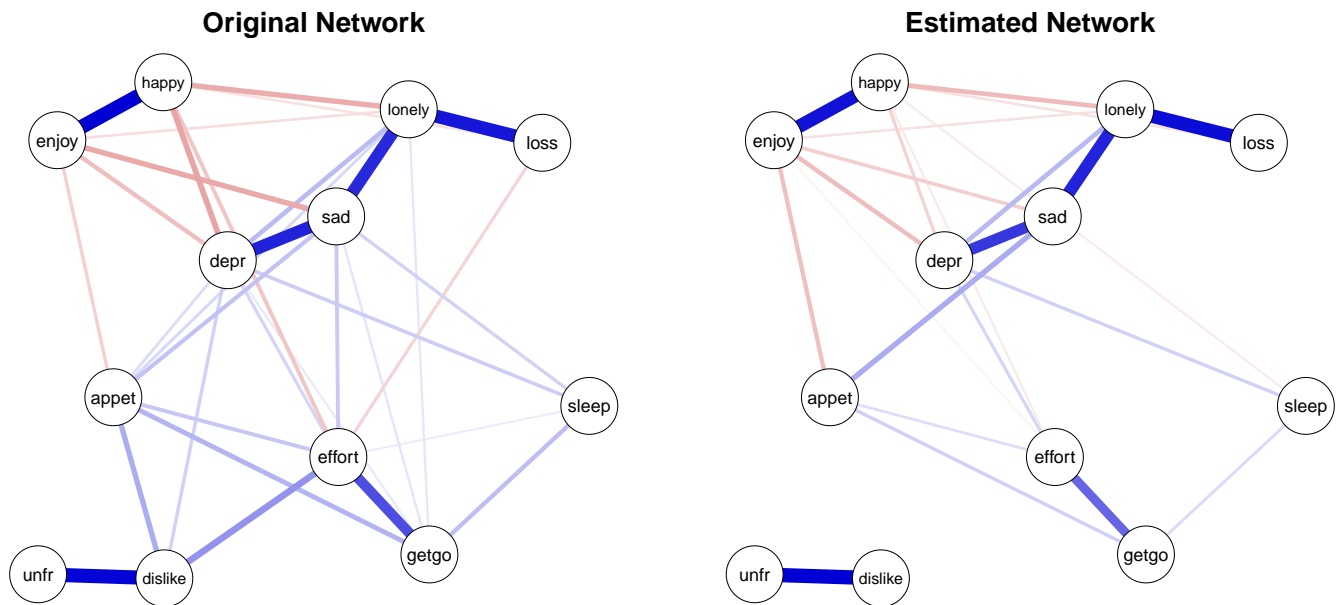 Original Network
happy
lonely
enjoy
loss
sad
depr
appet
sleep
effort
getgo
unfr
dislike
Estimated Network
happy
lonely
enjoy
loss
sad
depr
appet
sleep
effort
getgo
unfr
dislike